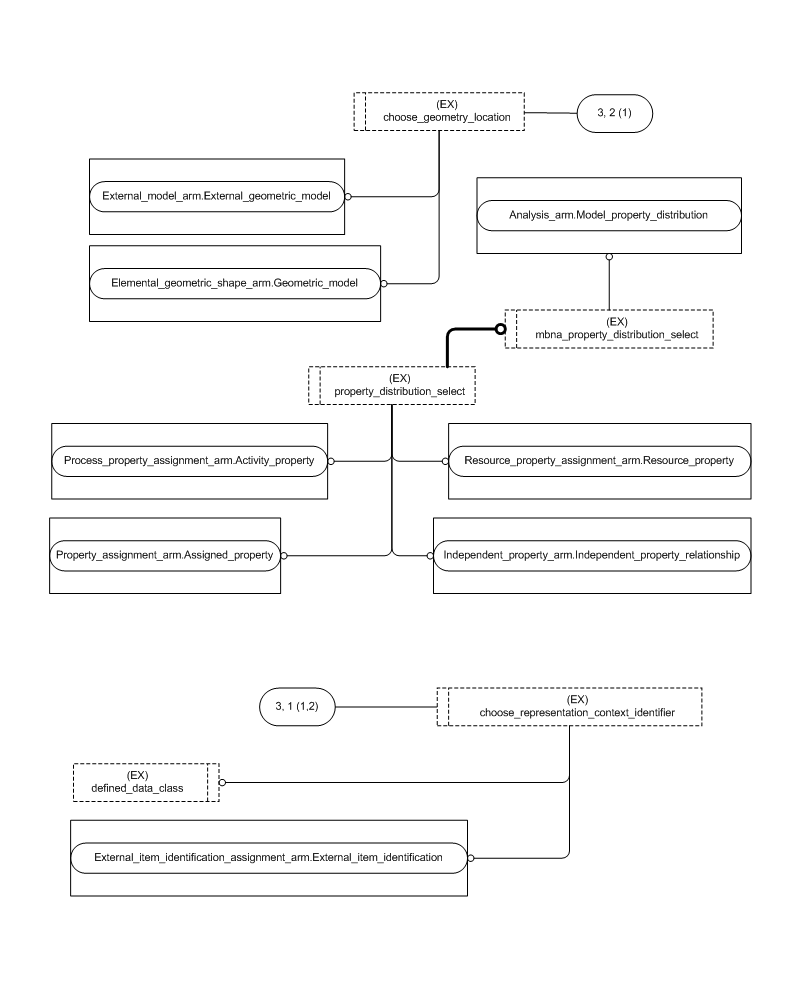 (EX)
choose_geometry_location
3, 2 (1)
External_model_arm.External_geometric_model
Analysis_arm.Model_property_distribution
Elemental_geometric_shape_arm.Geometric_model
(EX)
mbna_property_distribution_select
(EX)
property_distribution_select
Process_property_assignment_arm.Activity_property
Resource_property_assignment_arm.Resource_property
Property_assignment_arm.Assigned_property
Independent_property_arm.Independent_property_relationship
3, 1 (1,2)
(EX)
choose_representation_context_identifier
(EX)
defined_data_class
External_item_identification_assignment_arm.External_item_identification